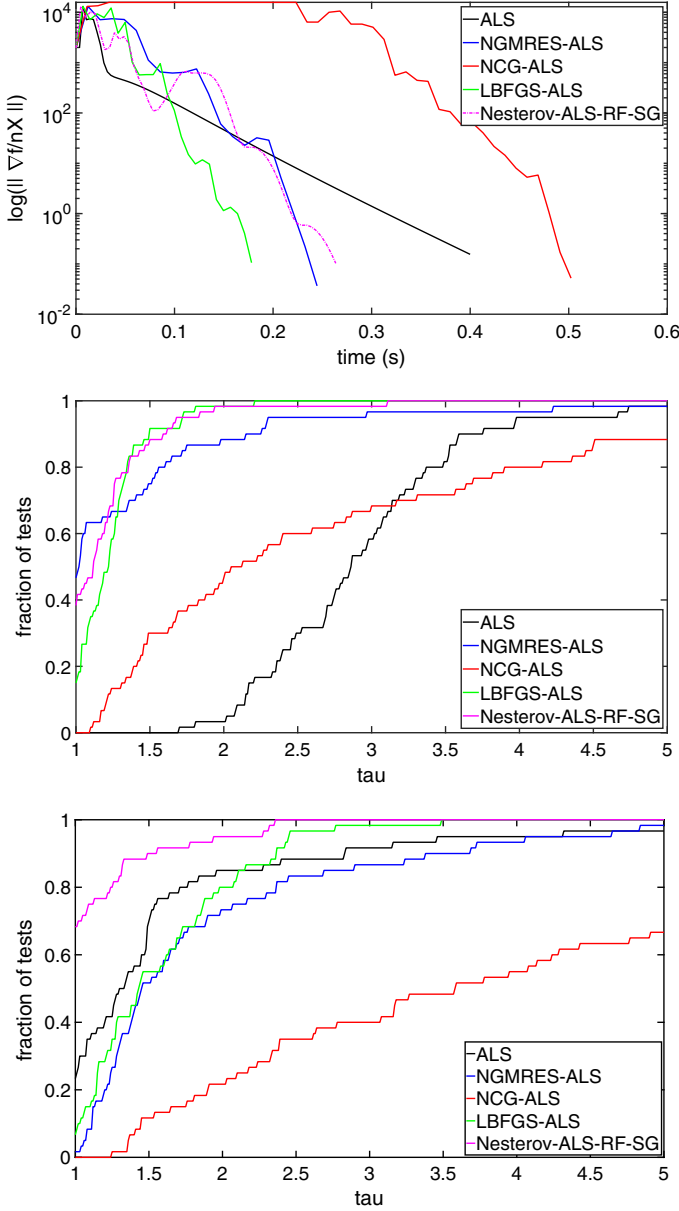 log(|| ∇f/nX ||)
10^4
10^2
10^0
10^-2
0 0.1 0.2 0.3 0.4 0.5 0.6
time (s)
ALS
NGMRES-ALS
NCG-ALS
LBFGS-ALS
Nesterov-ALS-RF-SG
fraction of tests
1
0.8
0.6
0.4
0.2
0
1 1.5 2 2.5 3 3.5 4 4.5 5
tau
ALS
NGMRES-ALS
NCG-ALS
LBFGS-ALS
Nesterov-ALS-RF-SG
fraction of tests
1
0.8
0.6
0.4
0.2
0
1 1.5 2 2.5 3 3.5 4 4.5 5
tau
ALS
NGMRES-ALS
NCG-ALS
LBFGS-ALS
Nesterov-ALS-RF-SG